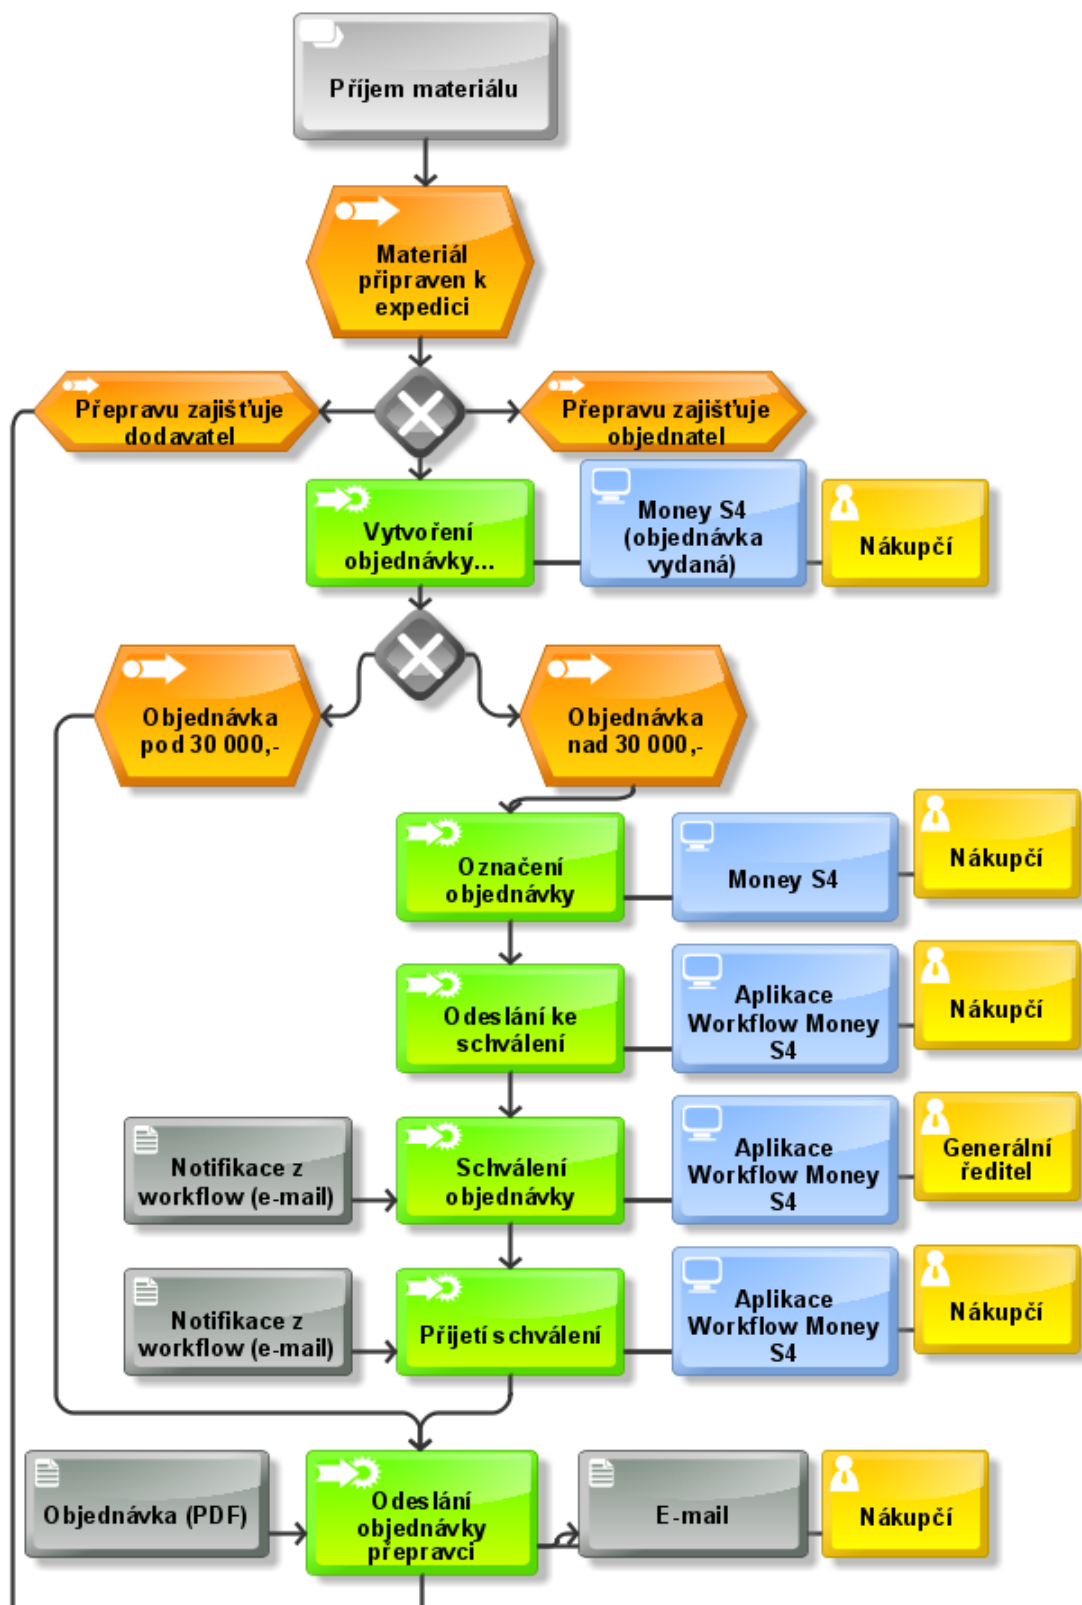 Příjem materiálu
Materiál
připraven k
expedici
Přepravu zajišťuje
dodavatel
Přepravu zajišťuje
objednatel
Vytvoření
objednávky...
Money S4
(objednávka
vydaná)
Nákupčí
Objednávka
pod 30 000,-
Objednávka
nad 30 000,-
Označení
objednávky
Money S4
Nákupčí
Odeslání ke
schválení
Aplikace
Workflow Money
S4
Nákupčí
Notifikace z
workflow (e-mail)
Schválení
objednávky
Aplikace
Workflow Money
S4
Generální
ředitel
Notifikace z
workflow (e-mail)
Přijetí schválení
Aplikace
Workflow Money
S4
Nákupčí
Objednávka (PDF)
Odeslání
objednávky
přepravci
E-mail
Nákupčí